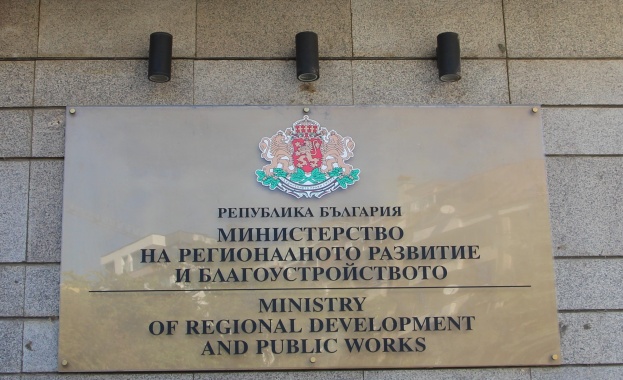 РЕПУБЛИКА БЪЛГАРИЯ
МИНИСТЕРСТВО
НА РЕГИОНАЛНОТО РАЗВИТИЕ
И БЛАГОУСТРОЙСТВОТО
MINISTRY
OF REGIONAL DEVELOPMENT
AND PUBLIC WORKS